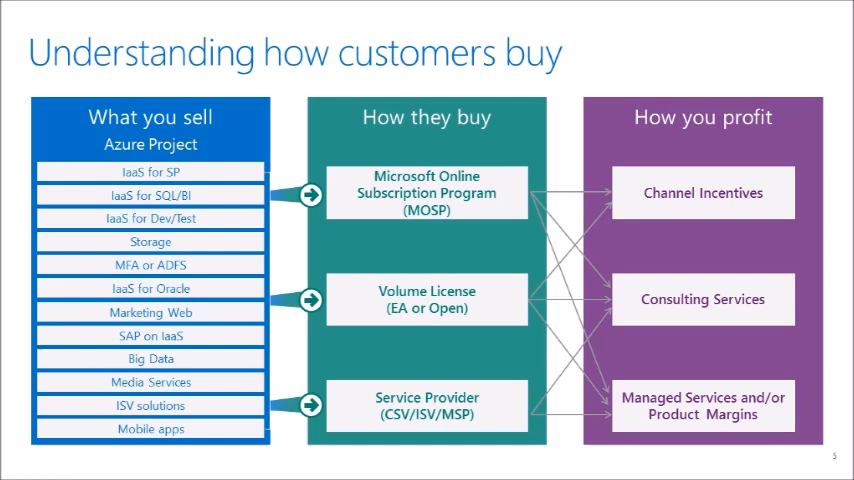 Understanding how customers buy
What you sell
Azure Project
IaaS for SP
IaaS for SQL/BI
IaaS for Dev/Test
Storage
MFA or ADFS
IaaS for Oracle
Marketing Web
SAP on IaaS
Big Data
Media Services
ISV solutions
Mobile apps
How they buy
Microsoft Online
Subscription Program
(MOSP)
Volume License
(EA or Open)
Service Provider
(CSV/ISV/MSP)
How you profit
Channel Incentives
Consulting Services
Managed Services and/or
Product Margins
5